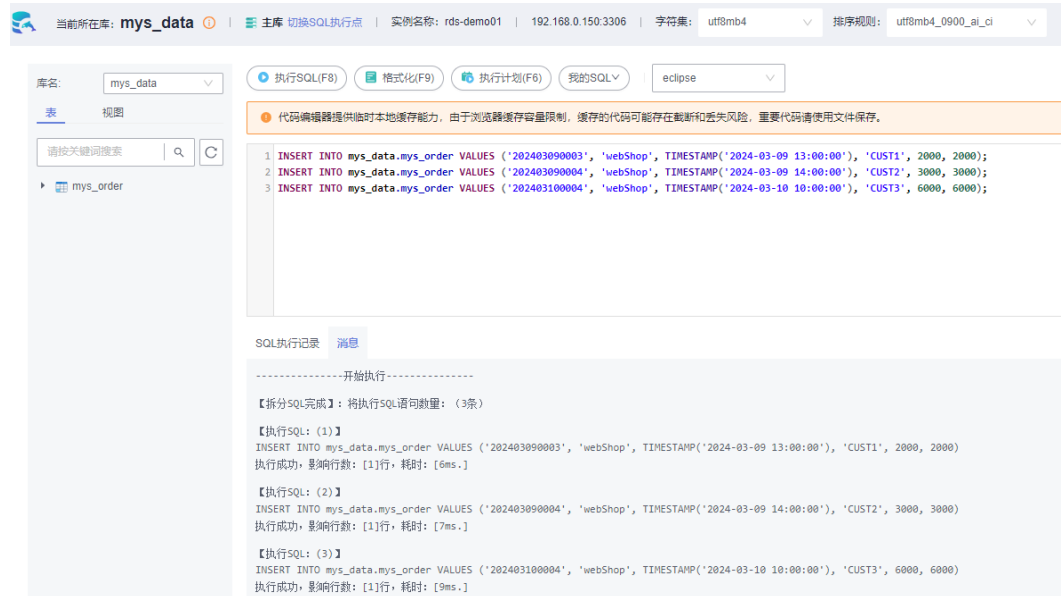 当前所在库: mys_data | 主库 切换SQL执行点 | 实例名称: rds-demo01 | 192.168.0.150:3306 | 字符集: utf8mb4 排序规则: utf8mb4_0900_ai_ci
库名: mys_data
表 视图
请按关键词搜索
mys_order
执行SQL(F8) 格式化(F9) 执行计划(F6) 我的SQL eclipse
代码编辑器提供临时本地缓存能力，由于浏览器缓存容量限制，缓存的代码可能存在截断和丢失风险，重要代码请使用文件保存。
1 INSERT INTO mys_data.mys_order VALUES ('202403090003', 'webShop', TIMESTAMP('2024-03-09 13:00:00'), 'CUST1', 2000, 2000);
2 INSERT INTO mys_data.mys_order VALUES ('202403090004', 'webShop', TIMESTAMP('2024-03-09 14:00:00'), 'CUST2', 3000, 3000);
3 INSERT INTO mys_data.mys_order VALUES ('202403100004', 'webShop', TIMESTAMP('2024-03-10 10:00:00'), 'CUST3', 6000, 6000);
SQL执行记录 消息
---------------开始执行---------------
【拆分SQL完成】: 将执行SQL语句数量: （3条）
【执行SQL: (1)】
INSERT INTO mys_data.mys_order VALUES ('202403090003', 'webShop', TIMESTAMP('2024-03-09 13:00:00'), 'CUST1', 2000, 2000)
执行成功，影响行数: [1]行，耗时: [6ms.]
【执行SQL: (2)】
INSERT INTO mys_data.mys_order VALUES ('202403090004', 'webShop', TIMESTAMP('2024-03-09 14:00:00'), 'CUST2', 3000, 3000)
执行成功，影响行数: [1]行，耗时: [7ms.]
【执行SQL: (3)】
INSERT INTO mys_data.mys_order VALUES ('202403100004', 'webShop', TIMESTAMP('2024-03-10 10:00:00'), 'CUST3', 6000, 6000)
执行成功，影响行数: [1]行，耗时: [9ms.]